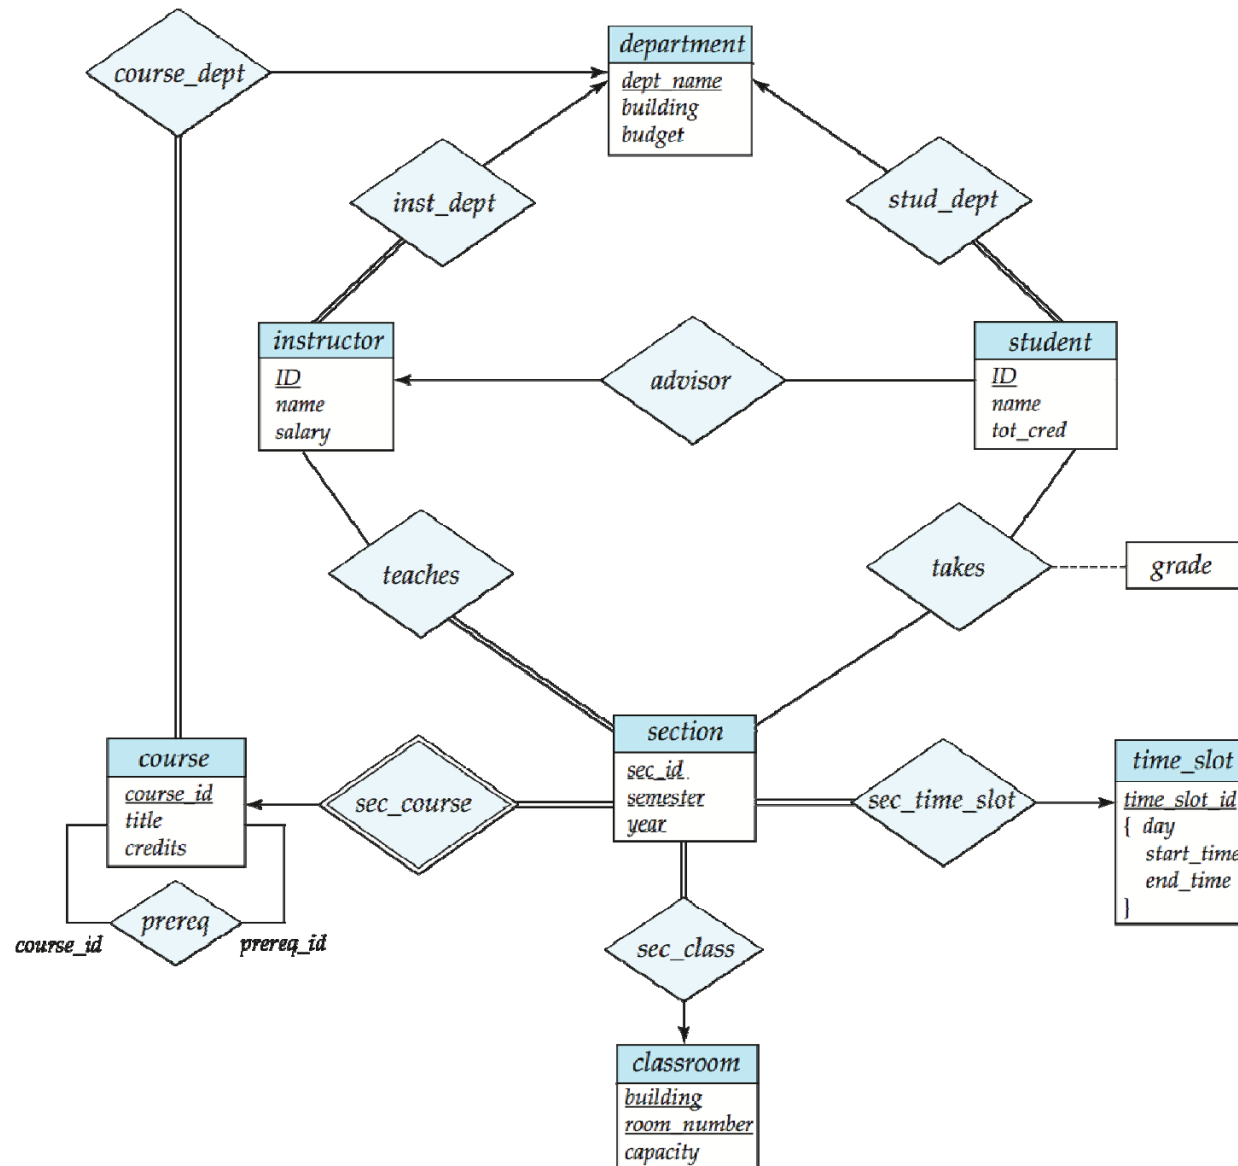 department
dept_name
building
budget
course_dept
inst_dept
stud_dept
instructor
ID
name
salary
advisor
student
ID
name
tot_cred
teaches
takes
grade
section
sec_id
semester
year
course
course_id
title
credits
sec_course
sec_time_slot
time_slot
time_slot_id
{ day
start_time
end_time
}
prereq
course_id
prereq_id
sec_class
classroom
building
room_number
capacity